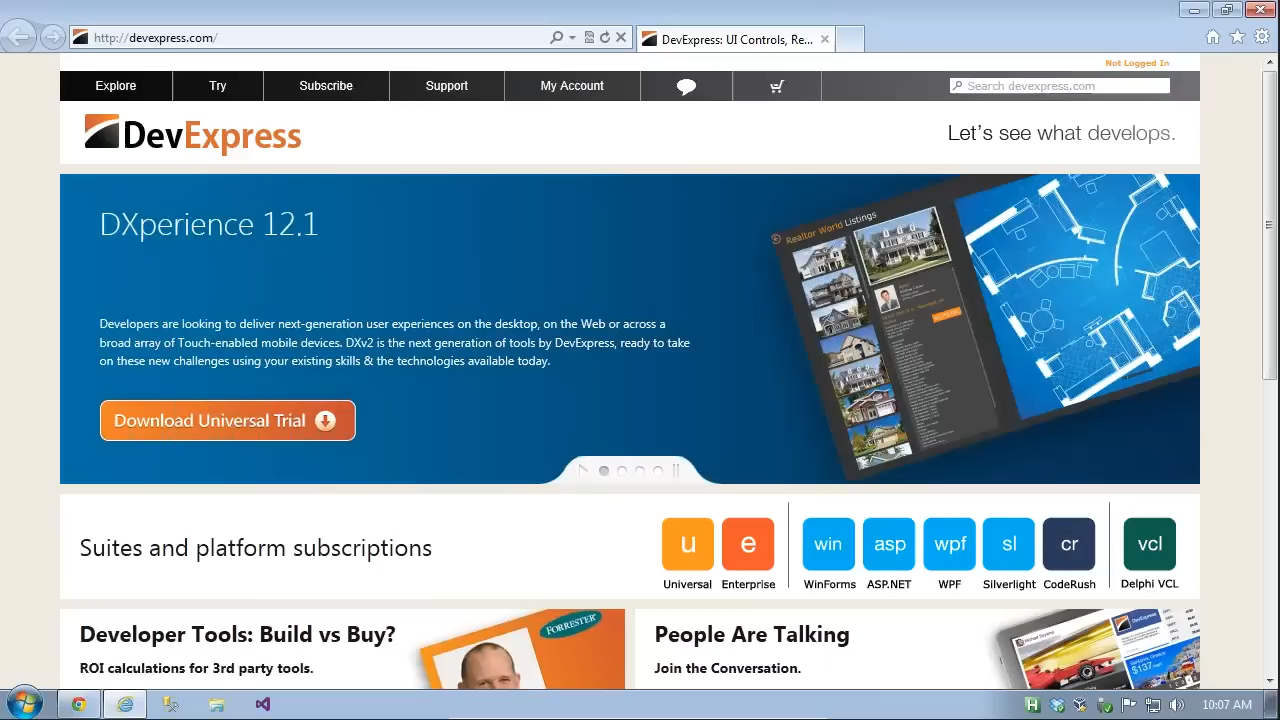 http://devexpress.com/
DevExpress: UI Controls, Re...
Not Logged In
Explore
Try
Subscribe
Support
My Account
Search devexpress.com
DevExpress
Let's see what develops.
DXperience 12.1
Developers are looking to deliver next-generation user experiences on the desktop, on the Web or across a
broad array of Touch-enabled mobile devices. DXv2 is the next generation of tools by DevExpress, ready to take
on these new challenges using your existing skills & the technologies available today.
Download Universal Trial
Realtor World Listings
Suites and platform subscriptions
u
e
win
asp
wpf
sl
cr
vcl
Universal
Enterprise
WinForms
ASP.NET
WPF
Silverlight
CodeRush
Delphi VCL
Developer Tools: Build vs Buy?
ROI calculations for 3rd party tools.
FORRESTER
People Are Talking
Join the Conversation.
DevExpress
$137
10:07 AM